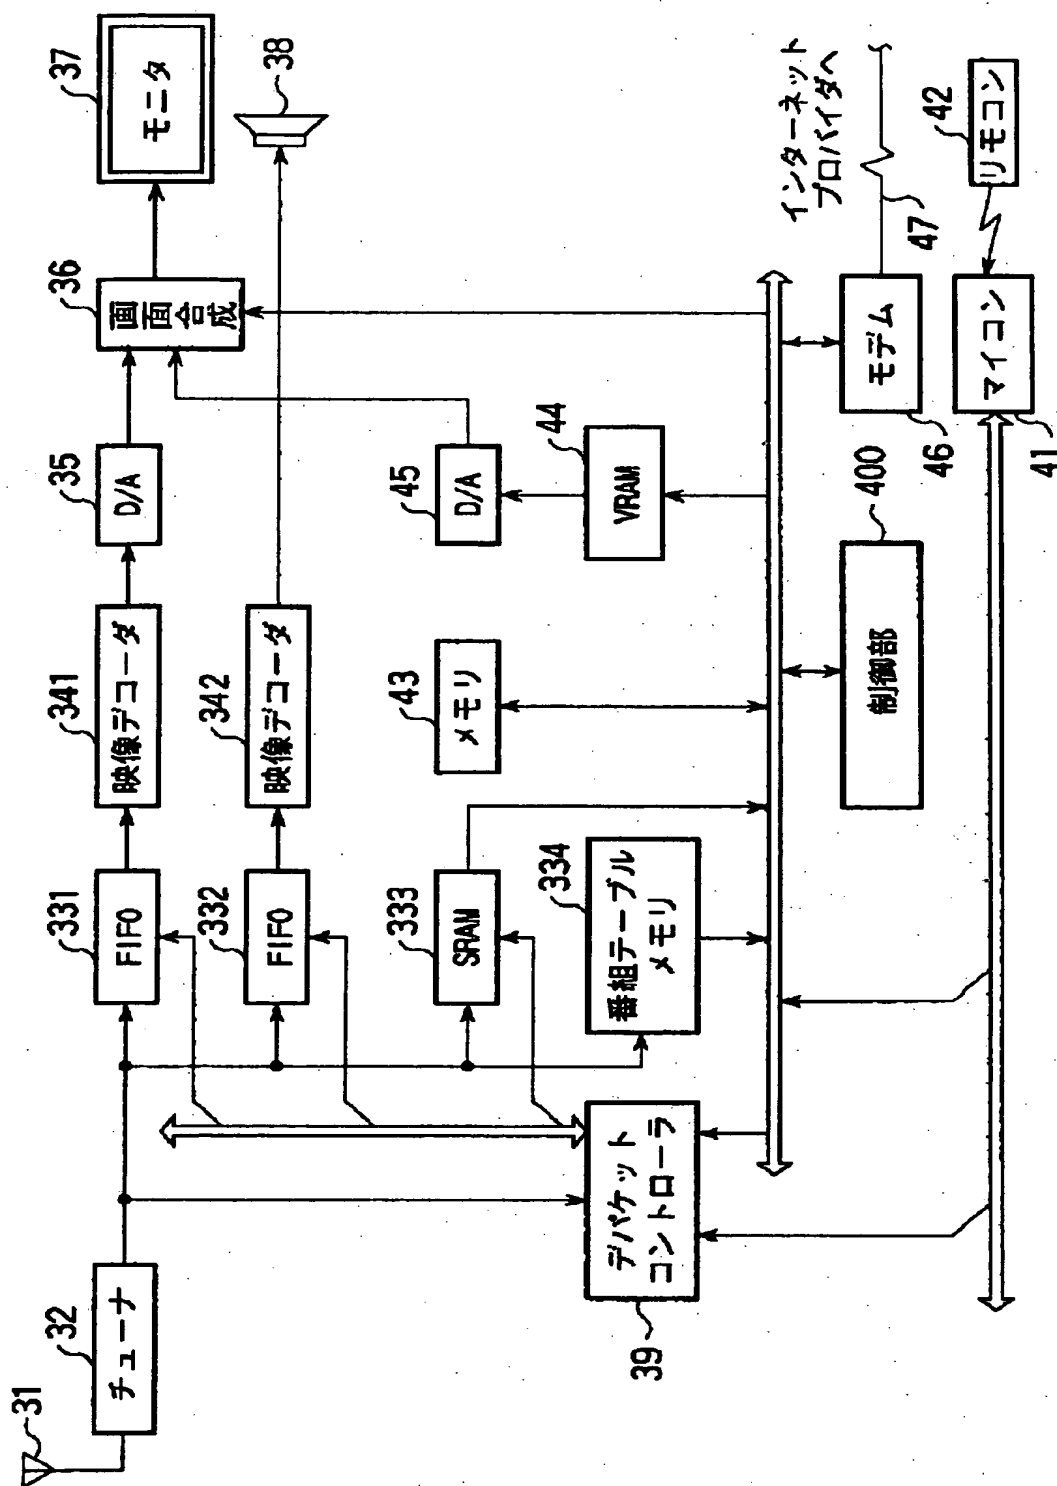 31
32
チューナ
331
FIFO
341
映像デコーダ
35
D/A
36
画面合成
37
モニタ
332
FIFO
342
映像デコーダ
38
333
SRAM
43
メモリ
45
D/A
334
番組テーブル
メモリ
44
VRAM
39
デパケット
コントローラ
400
制御部
46
モデム
47
インターネット
プロバイダへ
41
マイコン
42
リモコン